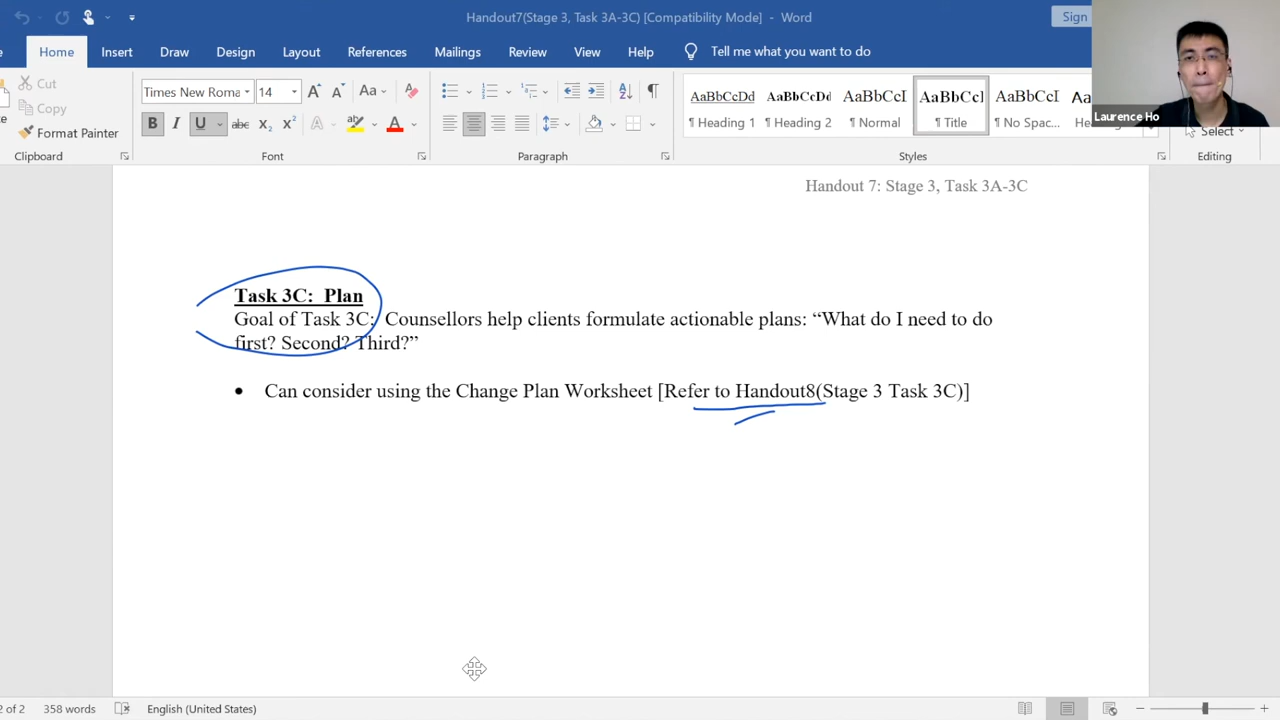 Handout7(Stage 3, Task 3A-3C) [Compatibility Mode] - Word
Sign
Home Insert Draw Design Layout References Mailings Review View Help Tell me what you want to do
Cut
Copy
Format Painter
Clipboard
Times New Roma 14
Font
Paragraph
AaBbCcDd AaBbCcDd AaBbCcI AaBbCcI AaBbCcDd Aa
¶ Heading 1 ¶ Heading 2 ¶ Normal ¶ Title ¶ No Spac...
Styles
Select
Editing
Laurence Ho
Handout 7: Stage 3, Task 3A-3C
Task 3C: Plan
Goal of Task 3C: Counsellors help clients formulate actionable plans: “What do I need to do
first? Second? Third?”
• Can consider using the Change Plan Worksheet [Refer to Handout8(Stage 3 Task 3C)]
2 of 2 358 words English (United States)